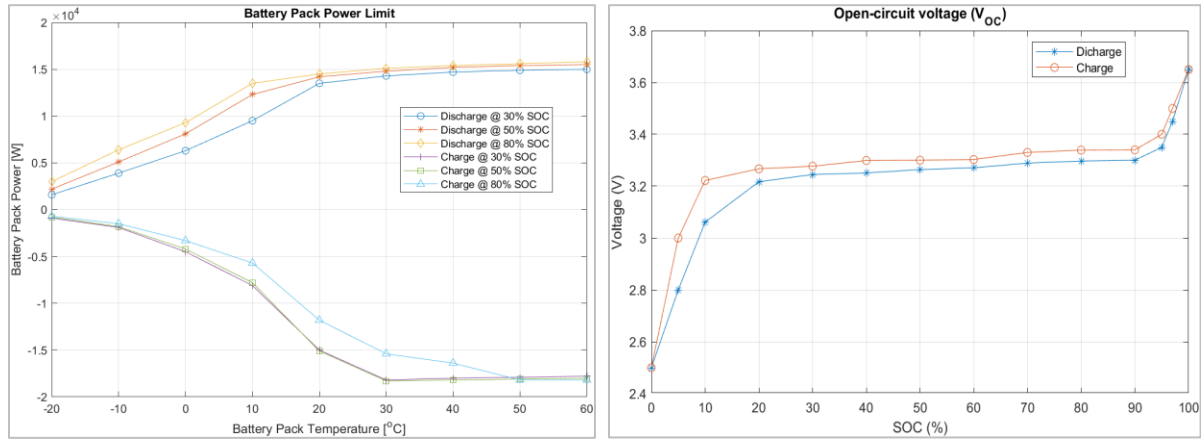 Battery Pack Power Limit
×10⁴
2
1.5
1
0.5
0
-0.5
-1
-1.5
-2
Battery Pack Power [W]
Discharge @ 30% SOC
Discharge @ 50% SOC
Discharge @ 80% SOC
Charge @ 30% SOC
Charge @ 50% SOC
Charge @ 80% SOC
-20 -10 0 10 20 30 40 50 60
Battery Pack Temperature [°C]
Open-circuit voltage (V_OC)
3.8
3.6
3.4
3.2
3
2.8
2.6
2.4
Voltage (V)
Dicharge
Charge
0 10 20 30 40 50 60 70 80 90 100
SOC (%)